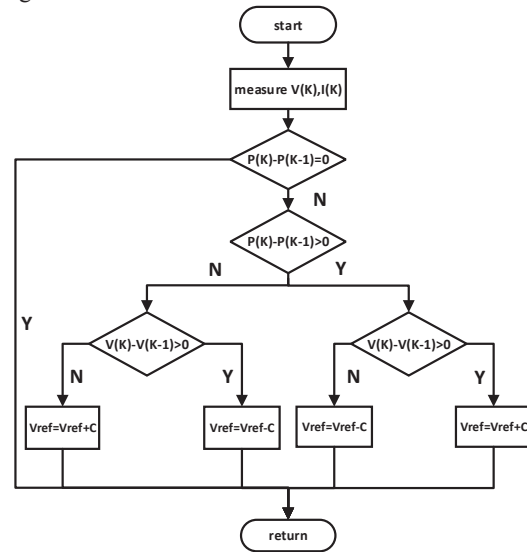 start
measure V(K),I(K)
P(K)-P(K-1)=0
N
P(K)-P(K-1)>0
N
Y
Y
V(K)-V(K-1)>0
V(K)-V(K-1)>0
N
Y
N
Y
Vref=Vref+C
Vref=Vref-C
Vref=Vref-C
Vref=Vref+C
return